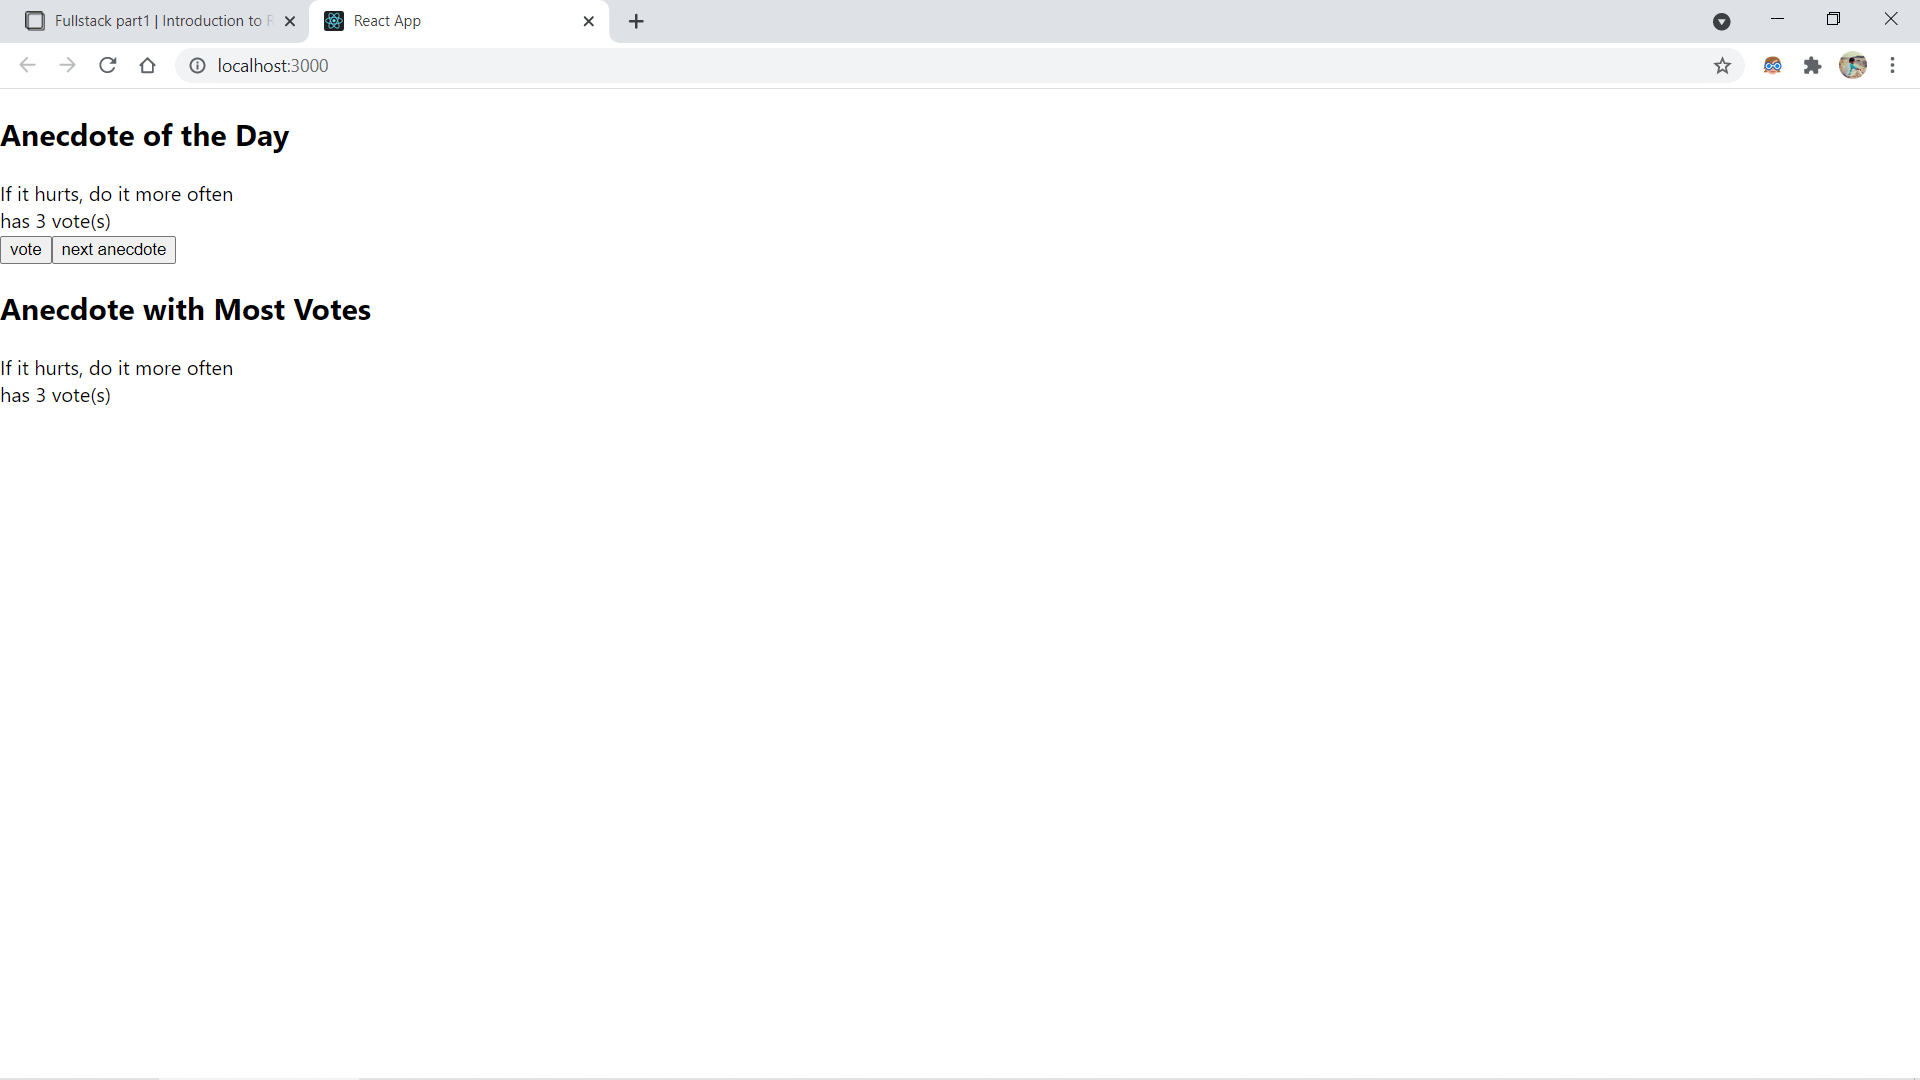 Fullstack part1 | Introduction to
React App
localhost:3000
Anecdote of the Day
If it hurts, do it more often
has 3 vote(s)
vote next anecdote
Anecdote with Most Votes
If it hurts, do it more often
has 3 vote(s)